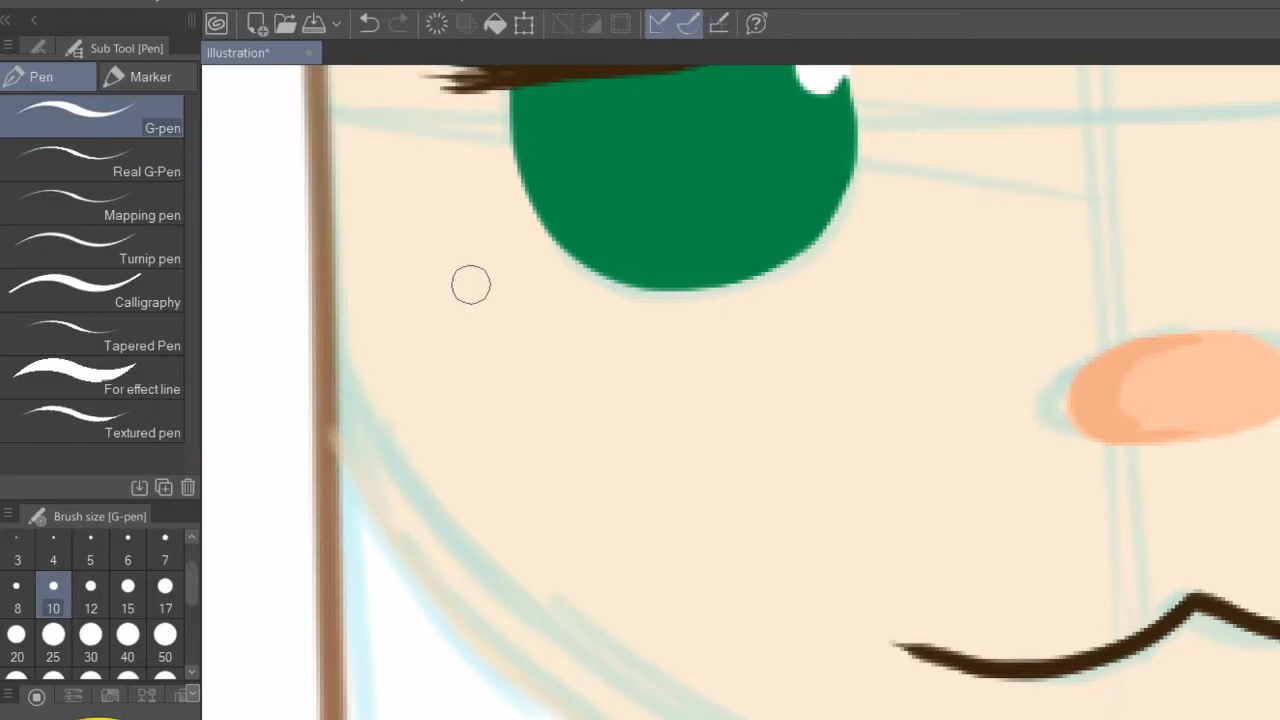 Sub Tool [Pen]
Illustration*
Pen
Marker
G-pen
Real G-Pen
Mapping pen
Turnip pen
Calligraphy
Tapered Pen
For effect line
Textured pen
Brush size [G-pen]
3 4 5 6 7
8 10 12 15 17
20 25 30 40 50